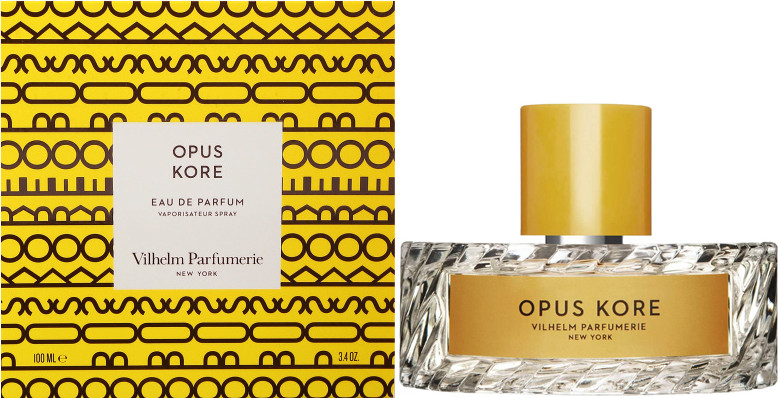 OPUS
KORE
EAU DE PARFUM
VAPORISATEUR SPRAY
Vilhelm Parfumerie
NEW YORK
100 ML ℮
3.4 OZ.
OPUS KORE
VILHELM PARFUMERIE
NEW YORK